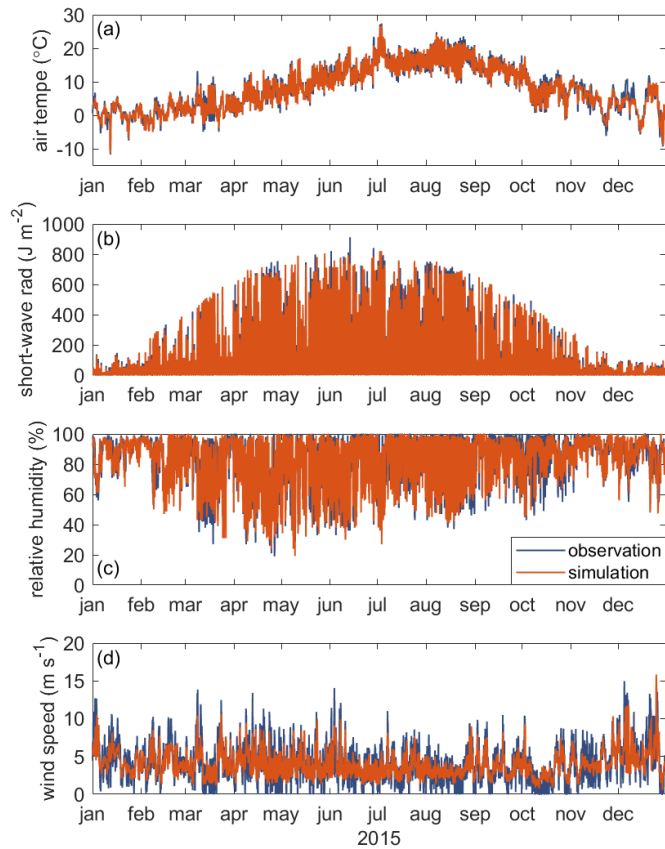 (a)
air tempe (°C)
30
20
10
0
-10
jan feb mar apr may jun jul aug sep oct nov dec
(b)
short-wave rad (J m-2)
1000
800
600
400
200
0
jan feb mar apr may jun jul aug sep oct nov dec
(c)
relative humidity (%)
100
80
60
40
20
0
observation
simulation
jan feb mar apr may jun jul aug sep oct nov dec
(d)
wind speed (m s-1)
20
15
10
5
0
jan feb mar apr may jun jul aug sep oct nov dec
2015